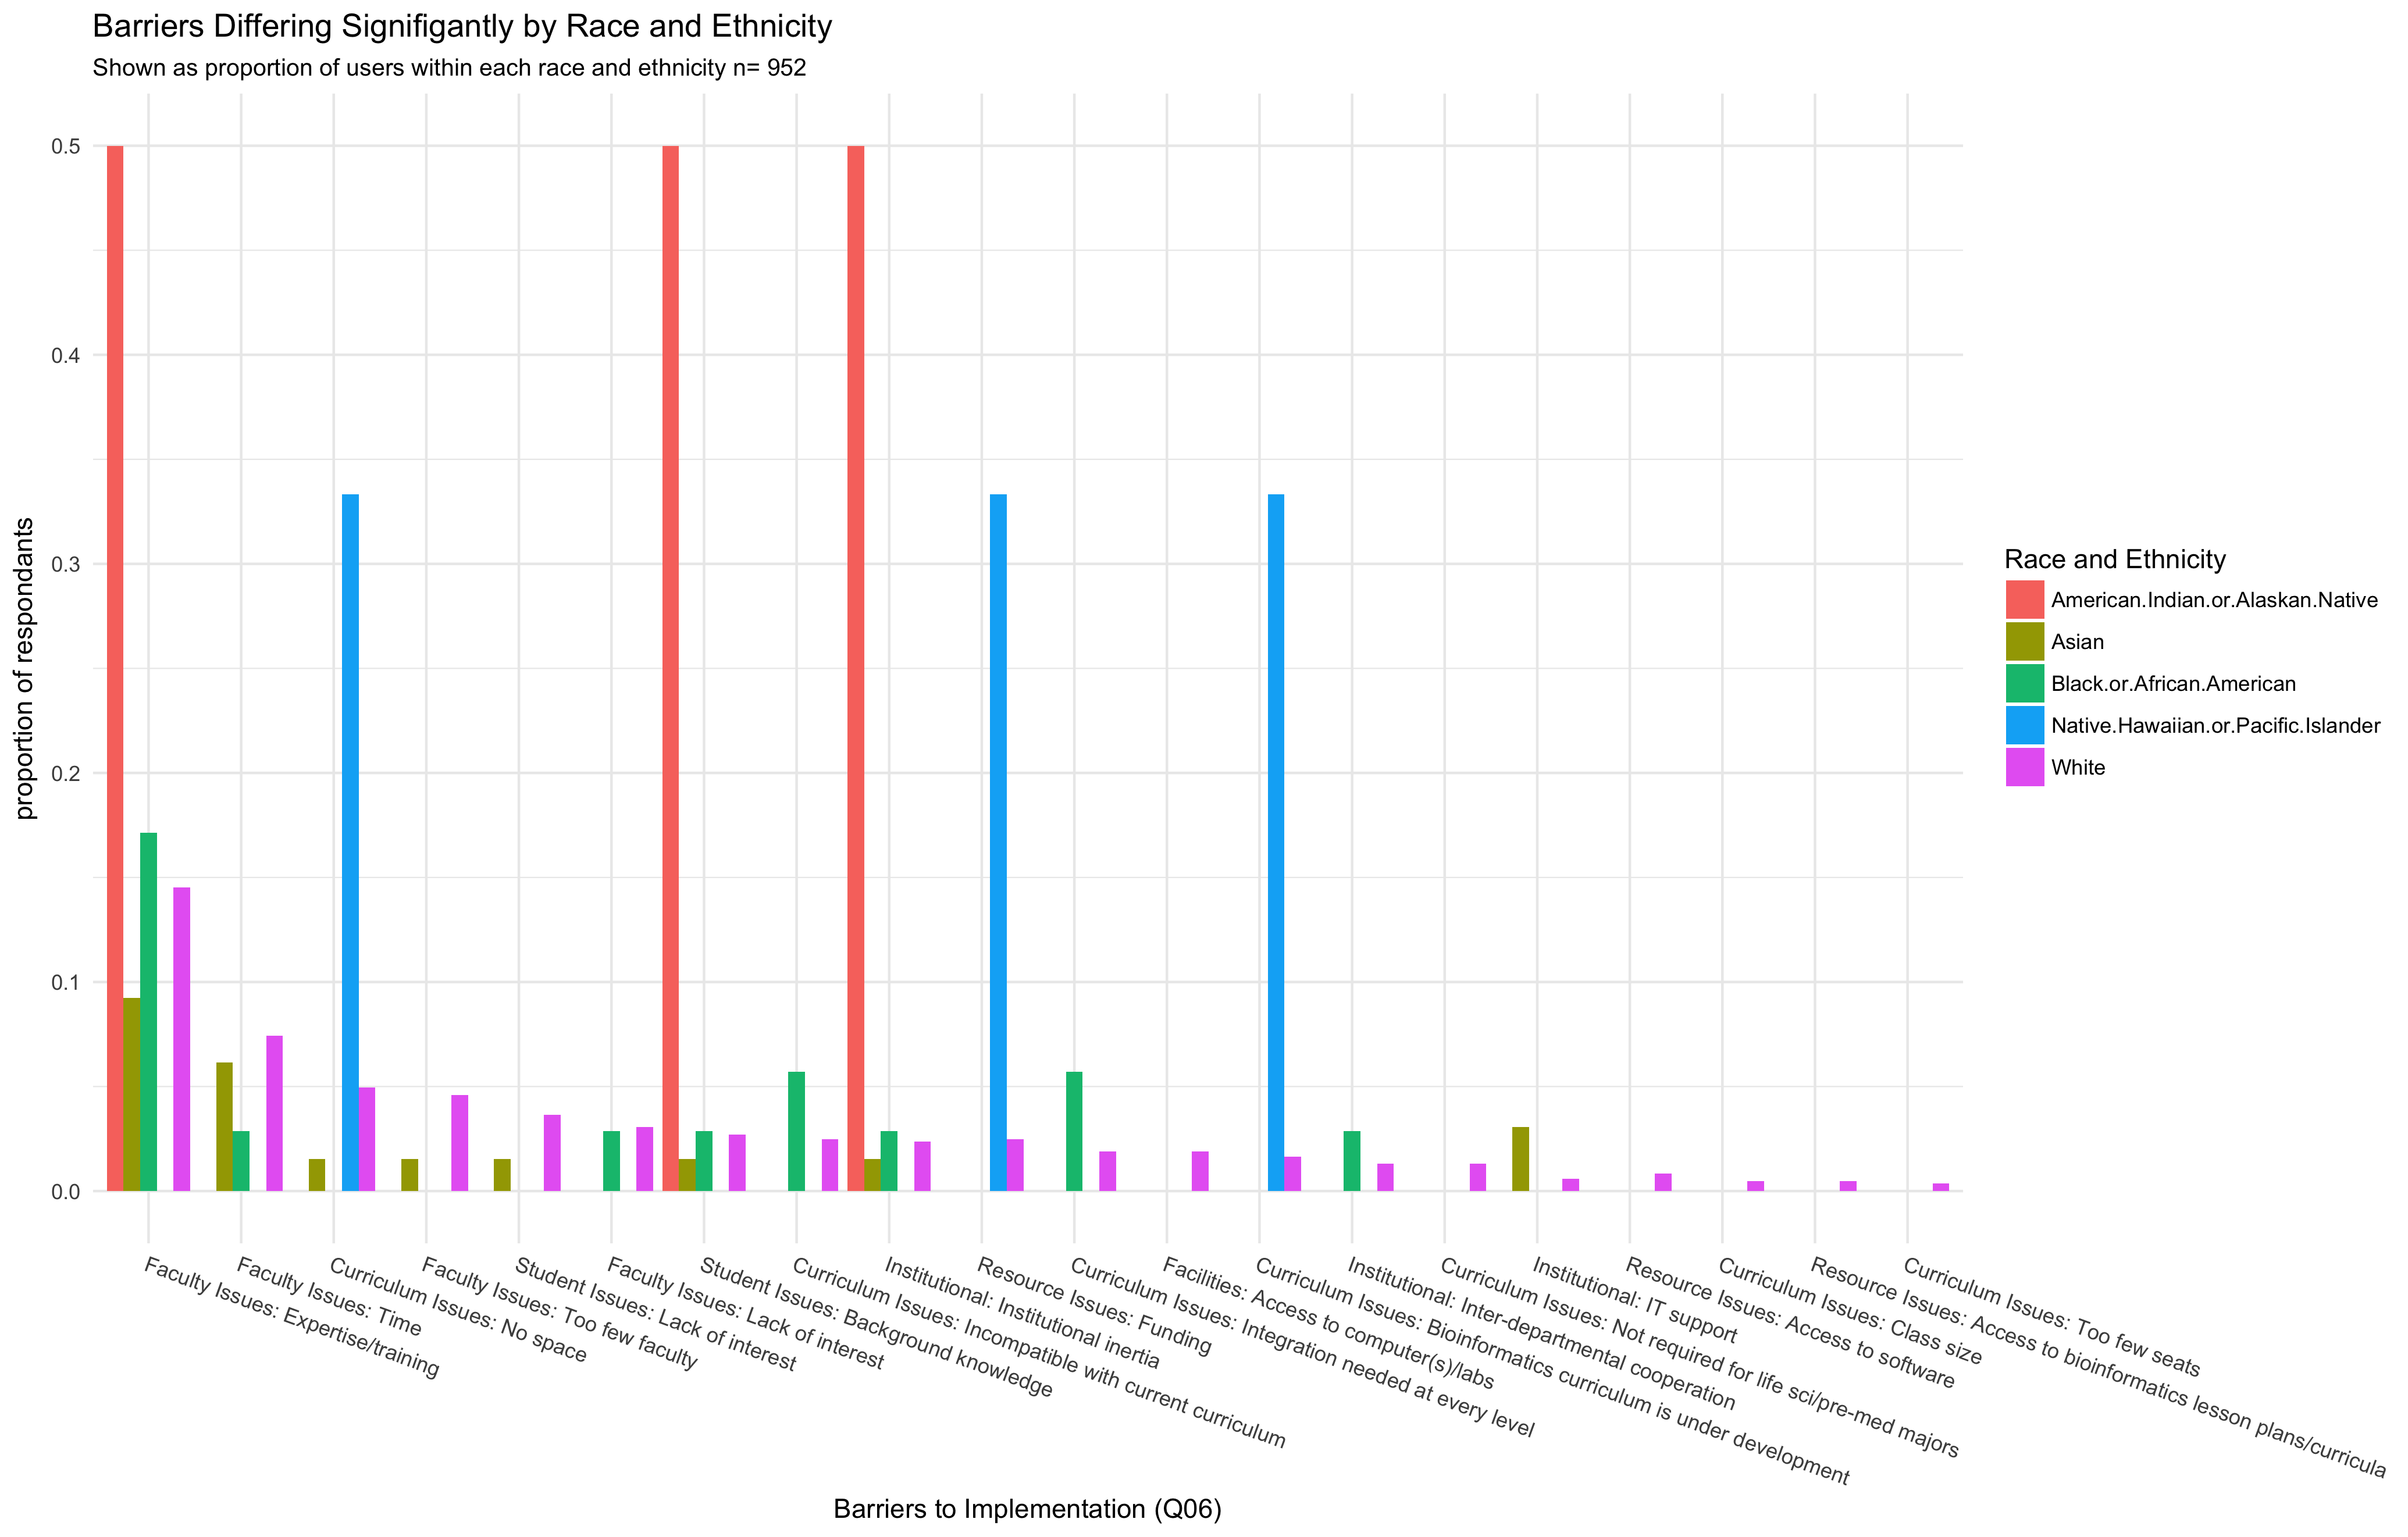 Barriers Differing Signifigantly by Race and Ethnicity
Shown as proportion of users within each race and ethnicity n= 952
proportion of respondants
0.5
0.4
0.3
0.2
0.1
0.0
Faculty Issues: Expertise/training
Faculty Issues: Time
Curriculum Issues: No space
Faculty Issues: Too few faculty
Student Issues: Lack of interest
Faculty Issues: Lack of interest
Student Issues: Background knowledge
Curriculum Issues: Incompatible with current curriculum
Institutional: Institutional inertia
Resource Issues: Funding
Curriculum Issues: Integration needed at every level
Facilities: Access to computer(s)/labs
Curriculum Issues: Bioinformatics curriculum is under development
Institutional: Inter-departmental cooperation
Curriculum Issues: Not required for life sci/pre-med majors
Institutional: IT support
Resource Issues: Access to software
Curriculum Issues: Class size
Resource Issues: Access to bioinformatics lesson plans/curricula
Curriculum Issues: Too few seats
Barriers to Implementation (Q06)
Race and Ethnicity
American.Indian.or.Alaskan.Native
Asian
Black.or.African.American
Native.Hawaiian.or.Pacific.Islander
White